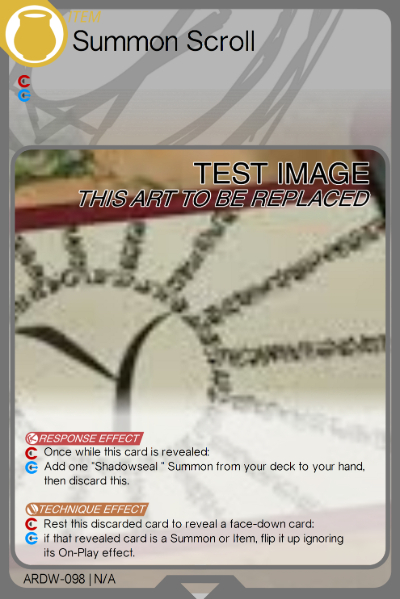 Summon Scroll
TEST IMAGE
THIS ART TO BE REPLACED
RESPONSE EFFECT
Once while this card is revealed:
Add one "Shadowseal " Summon from your deck to your hand,
then discard this.
TECHNIQUE EFFECT
Rest this discarded card to reveal a face-down card:
if that revealed card is a Summon or Item, flip it up ignoring
its On-Play effect.
ARDW-098 | N/A